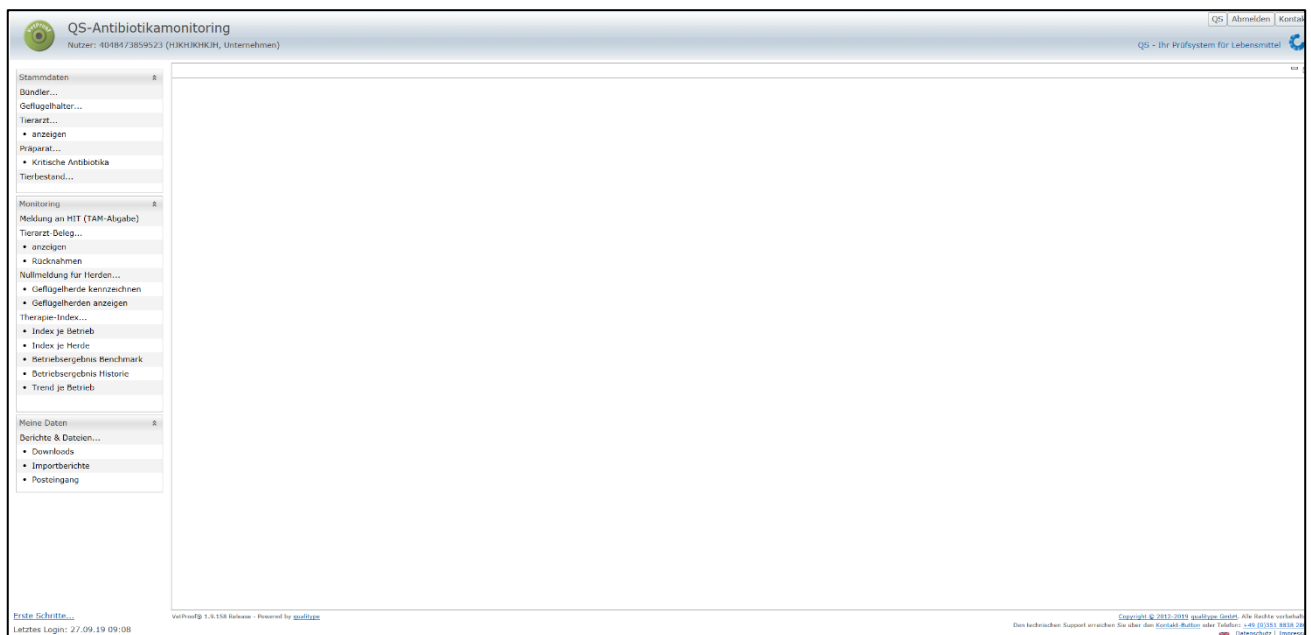 QS-Antibiotikamonitoring
QS Abmelden
Nutzer: 4048473859523 (HJKHJKHKJH, Unternehmen)
QS - Ihr Prüfsystem für Lebensmittel
Stammdaten
Bündler...
Geflügelhalter...
Tierarzt...
• anzeigen
Präparat...
• Kritische Antibiotika
Tierbestand...
Monitoring
Meldung an HIT (TAM-Abgabe)
Tierarzt-Beleg...
• anzeigen
• Rücknahmen
Nullmeldung für Herden...
• Geflügelherde kennzeichnen
• Geflügelherden anzeigen
Therapie-Index...
• Index je Betrieb
• Index je Herde
• Betriebsergebnis Benchmark
• Betriebsergebnis Historie
• Trend je Betrieb
Meine Daten
Berichte & Dateien...
• Downloads
• Importberichte
• Posteingang
Erste Schritte...
Letztes Login: 27.09.19 09:08
VetProof® 1.9.158 Release - Powered by qualitype
Copyright © 2012-2019 qualitype GmbH. Alle Rechte
Den technischen Support erreichen Sie über den Kontakt-Button oder Telefon: +49 (0)351 8838
Datenschutz |